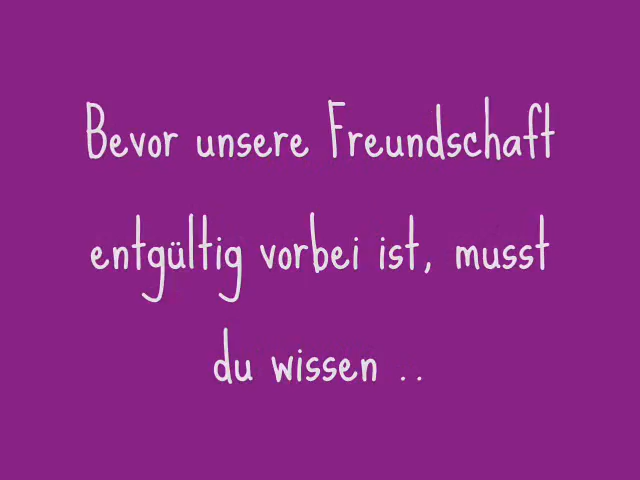 Bevor unsere Freundschaft
entgültig vorbei ist, musst
du wissen ..